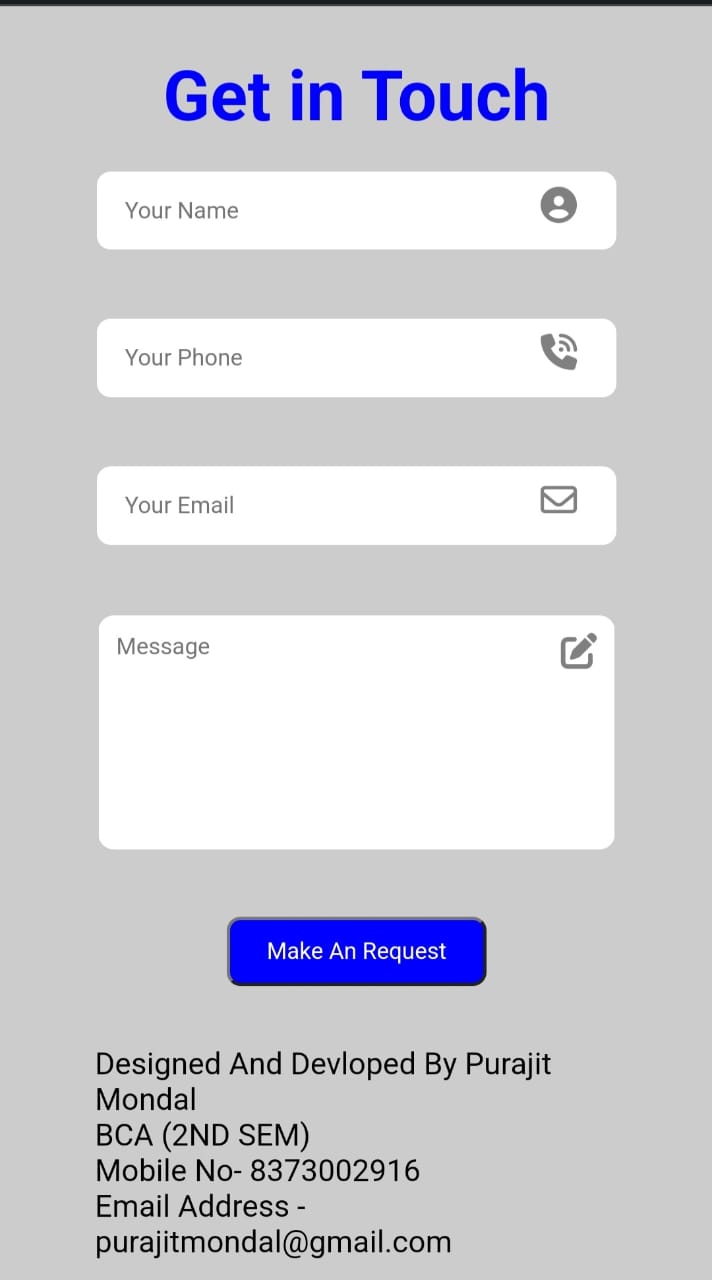 Get in Touch
Your Name
Your Phone
Your Email
Message
Make An Request
Designed And Devloped By Purajit
Mondal
BCA (2ND SEM)
Mobile No- 8373002916
Email Address -
purajitmondal@gmail.com